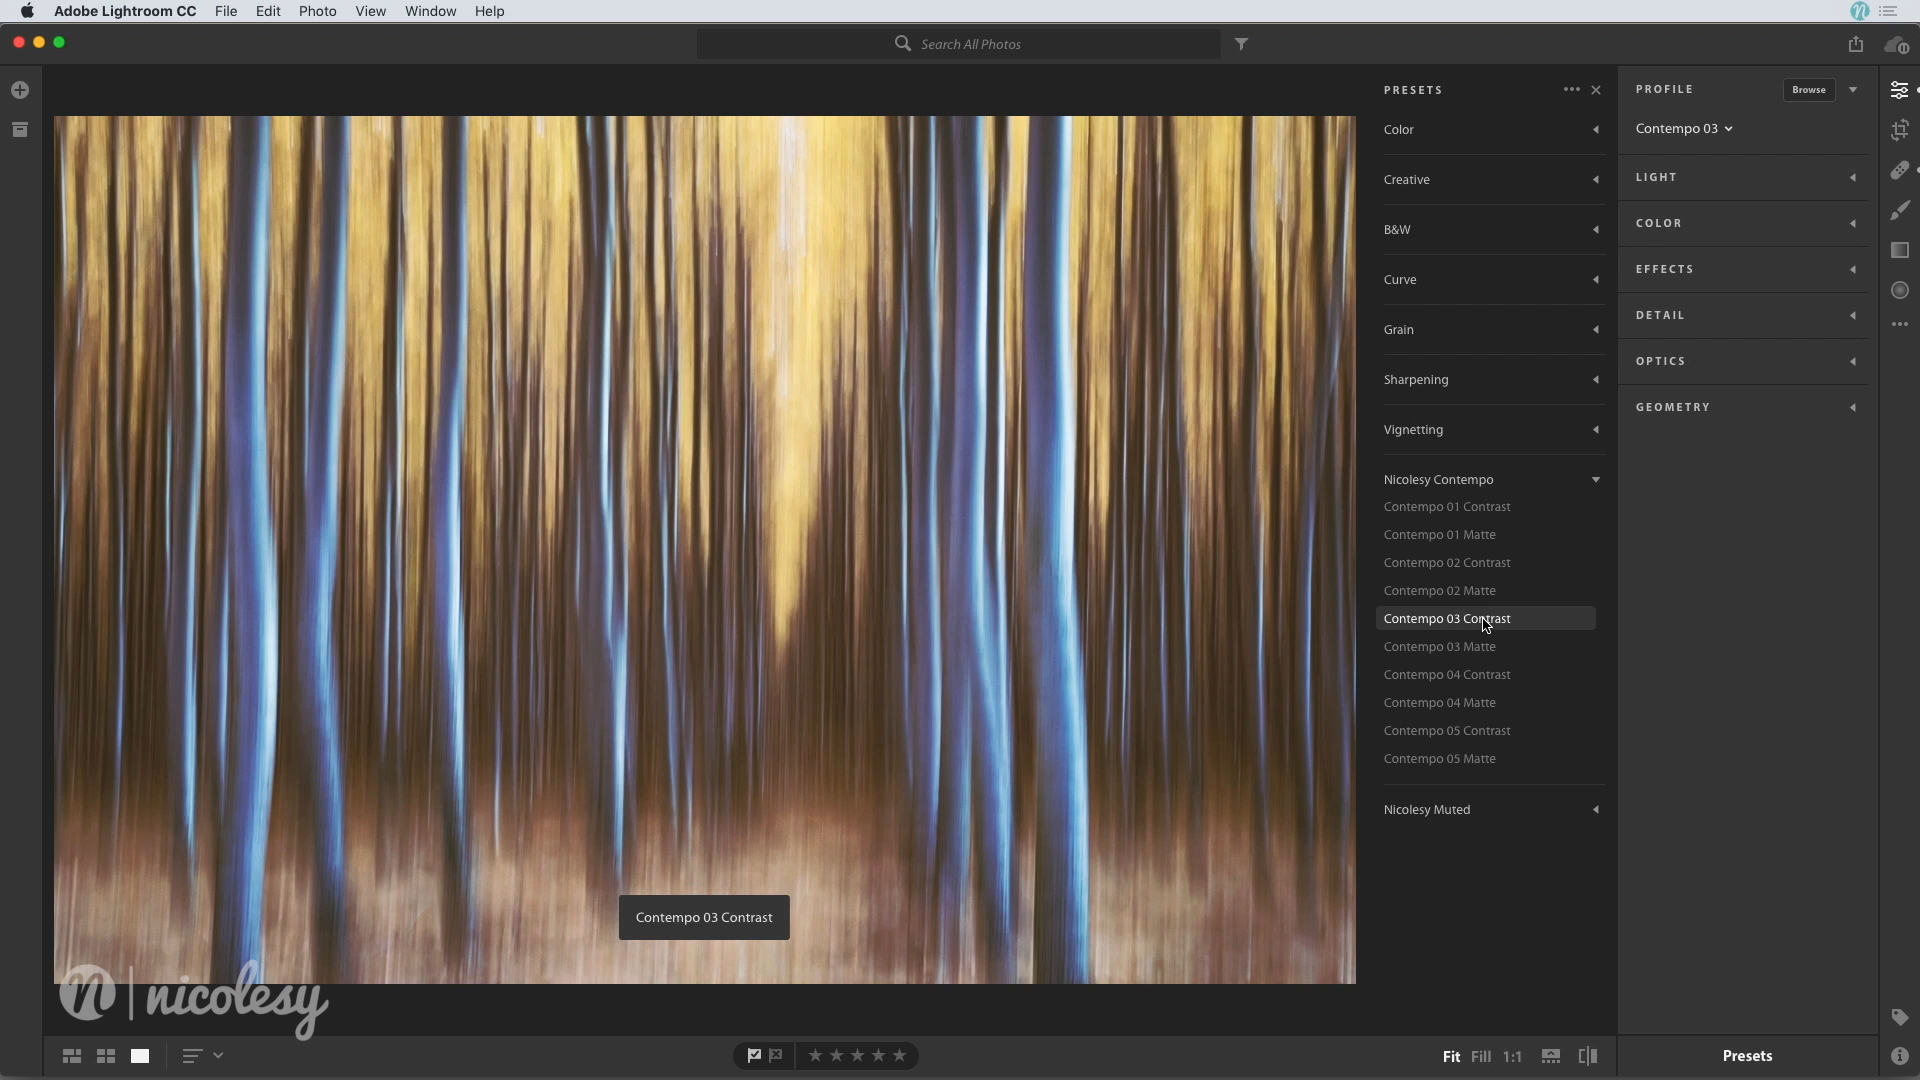 Adobe Lightroom CC File Edit Photo View Window Help
Search All Photos
PRESETS
Color
Creative
B&W
Curve
Grain
Sharpening
Vignetting
Nicolesy Contempo
Contempo 01 Contrast
Contempo 01 Matte
Contempo 02 Contrast
Contempo 02 Matte
Contempo 03 Contrast
Contempo 03 Matte
Contempo 04 Contrast
Contempo 04 Matte
Contempo 05 Contrast
Contempo 05 Matte
Nicolesy Muted
PROFILE Browse
Contempo 03
LIGHT
COLOR
EFFECTS
DETAIL
OPTICS
GEOMETRY
Contempo 03 Contrast
n | nicolesy
Fit Fill 1:1
Presets